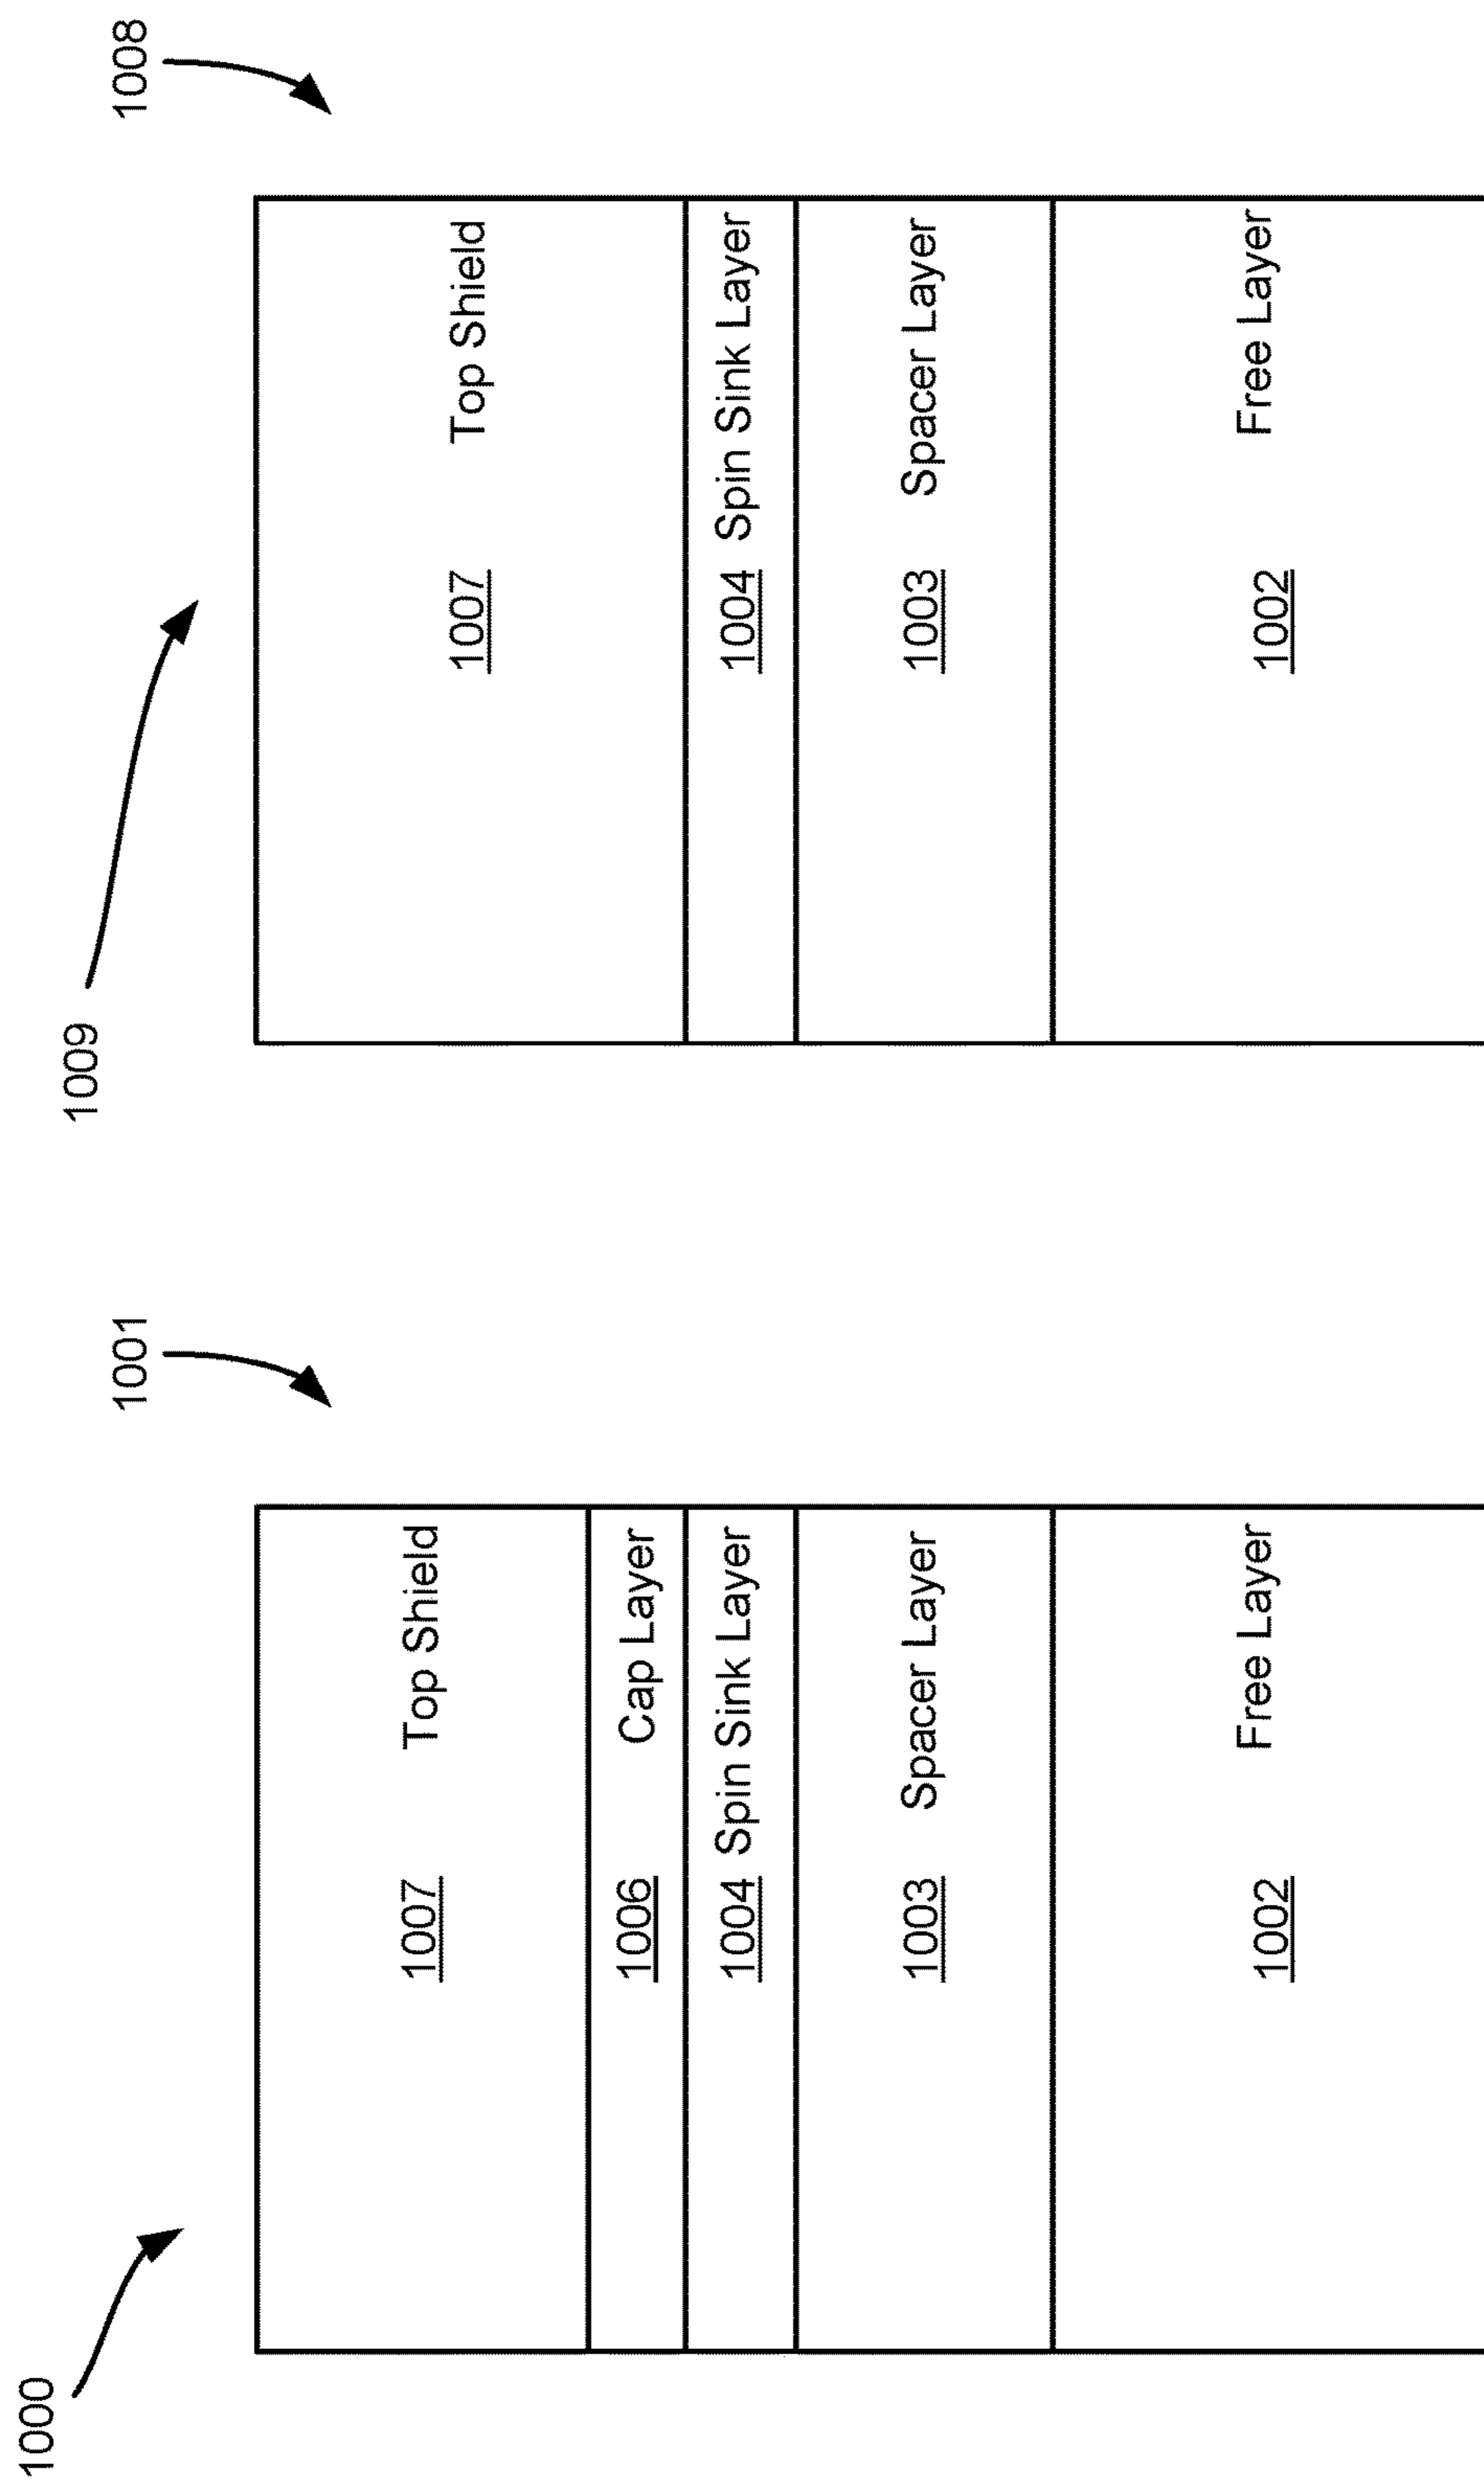 1000
1001
1007 Top Shield
1006 Cap Layer
1004 Spin Sink Layer
1003 Spacer Layer
1002 Free Layer
1009
1008
1007 Top Shield
1004 Spin Sink Layer
1003 Spacer Layer
1002 Free Layer